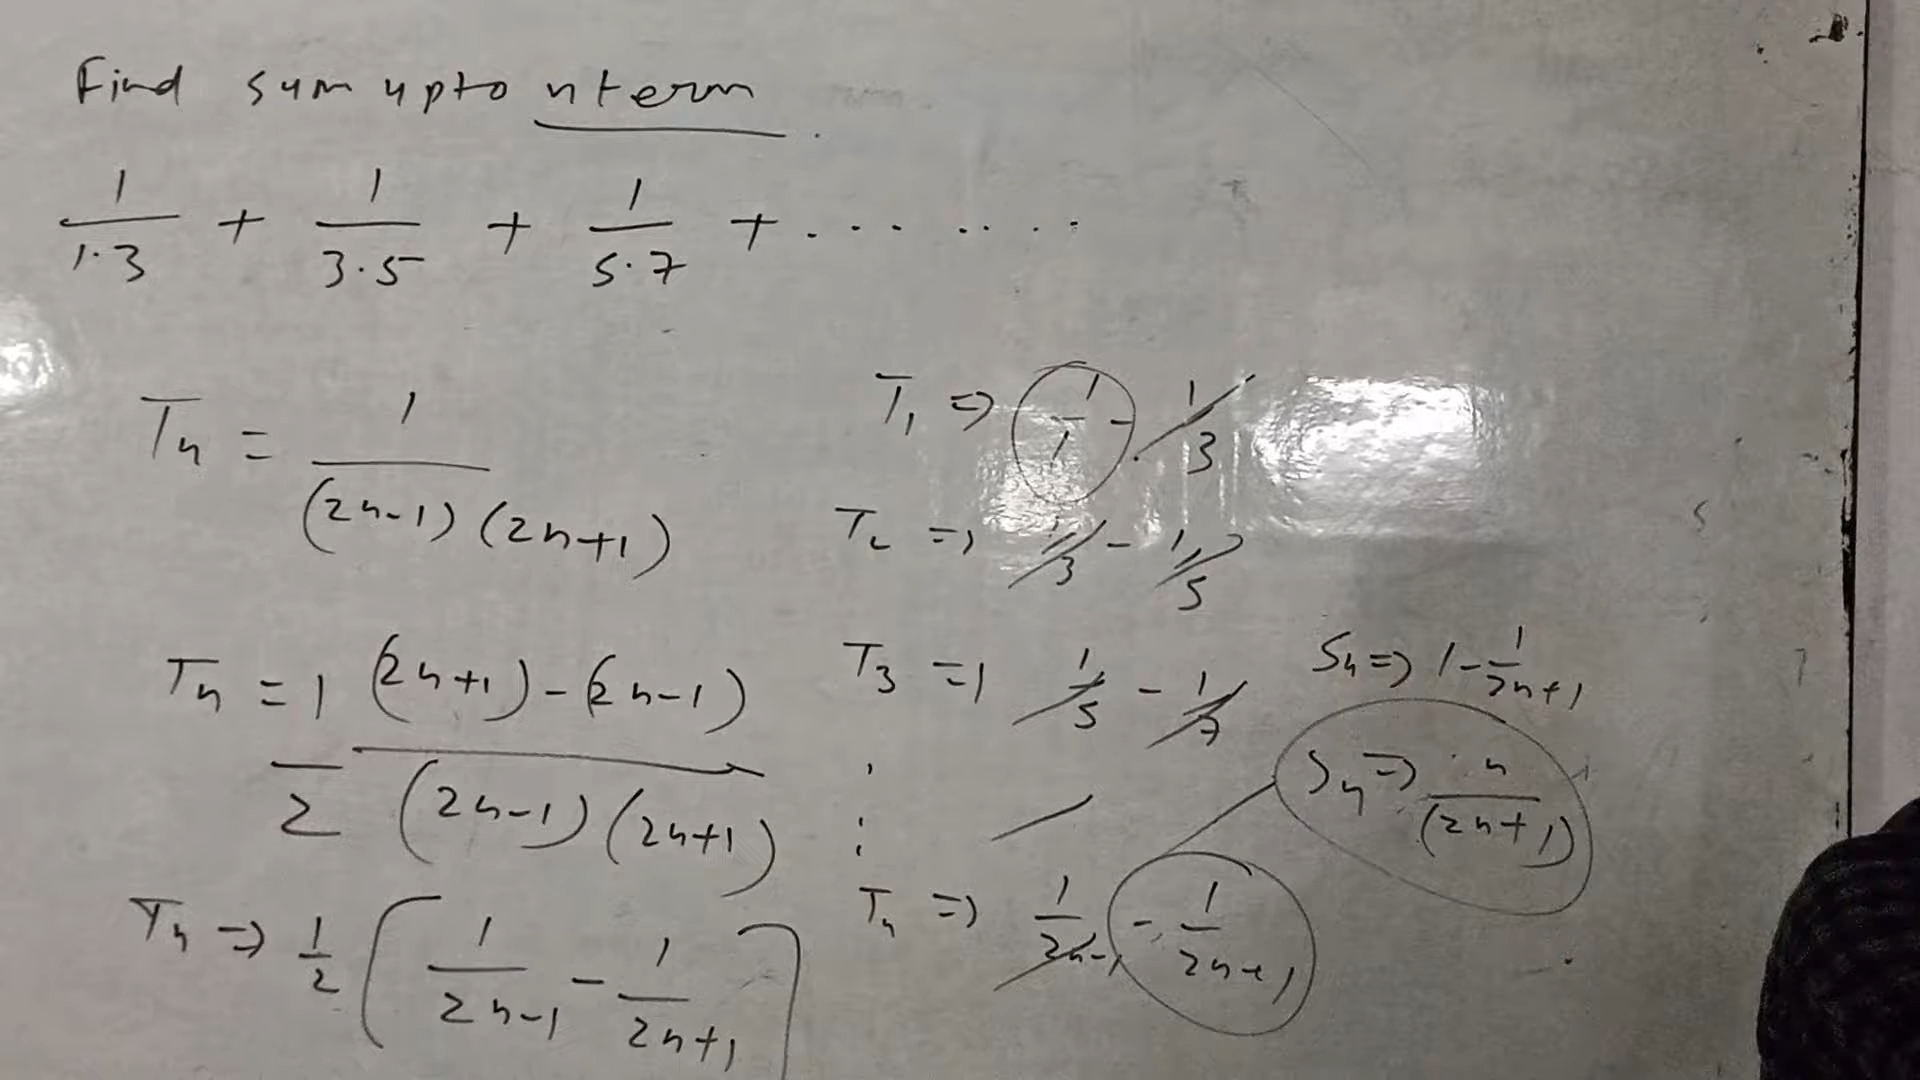 Find sum upto n term.
1/1·3 + 1/3·5 + 1/5·7 + ........
Tn = 1/(2n-1)(2n+1)
Tn = 1/2 (2n+1)-(2n-1)/(2n-1)(2n+1)
Tn => 1/2 [1/2n-1 - 1/2n+1]
T1 => 1/1 - 1/3
T2 => 1/3 - 1/5
T3 => 1/5 - 1/7
Tn => 1/2n-1 - 1/2n+1
Sn => 1 - 1/2n+1
Sn => n/(2n+1)